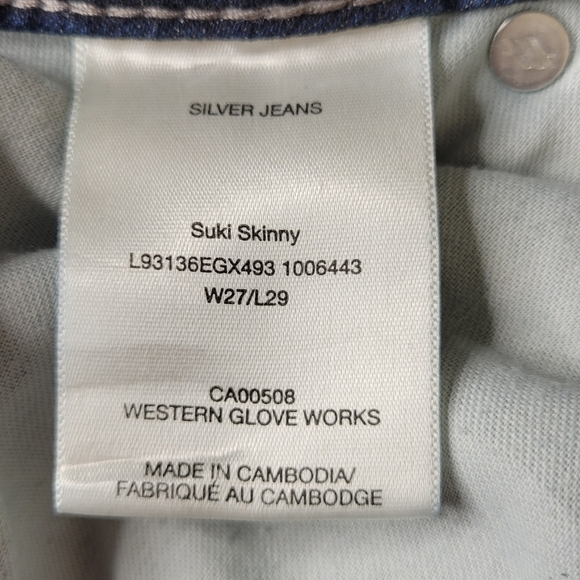 SILVER JEANS
Suki Skinny
L93136EGX493 1006443
W27/L29
CA00508
WESTERN GLOVE WORKS
MADE IN CAMBODIA/
FABRIQUÉ AU CAMBODGE